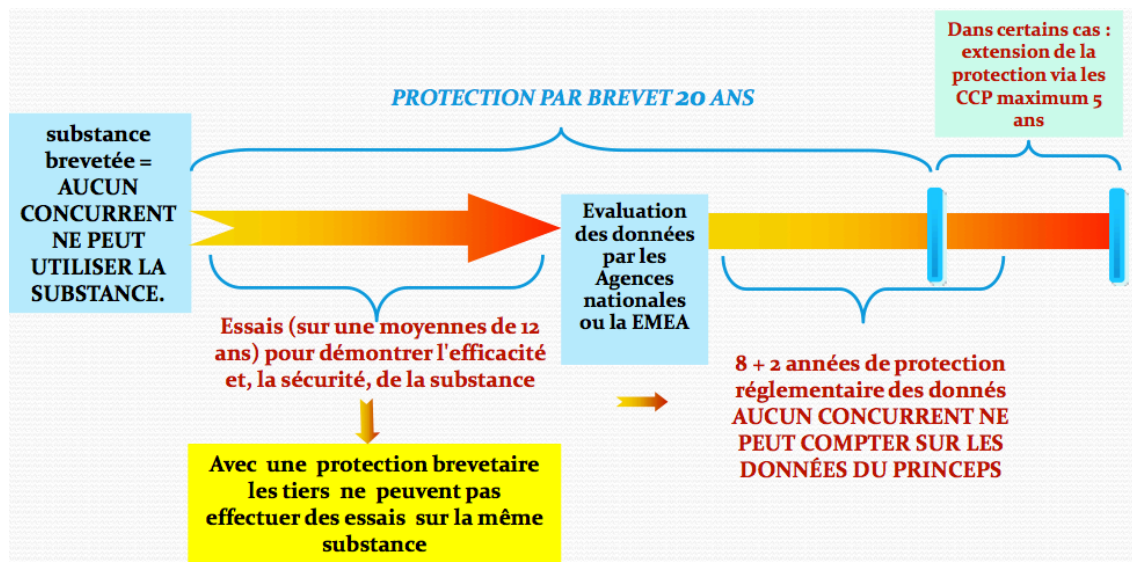 Dans certains cas :
extension de la
protection via les
CCP maximum 5
ans
PROTECTION PAR BREVET 20 ANS
substance
brevetée =
AUCUN
CONCURRENT
NE PEUT
UTILISER LA
SUBSTANCE.
Evaluation
des données
par les
Agences
nationales
ou la EMEA
Essais (sur une moyennes de 12
ans) pour démontrer l'efficacité
et, la sécurité, de la substance
8 + 2 années de protection
réglementaire des donnés
AUCUN CONCURRENT NE
PEUT COMPTER SUR LES
DONNÉES DU PRINCEPS
Avec une protection brevetaire
les tiers ne peuvent pas
effectuer des essais sur la même
substance